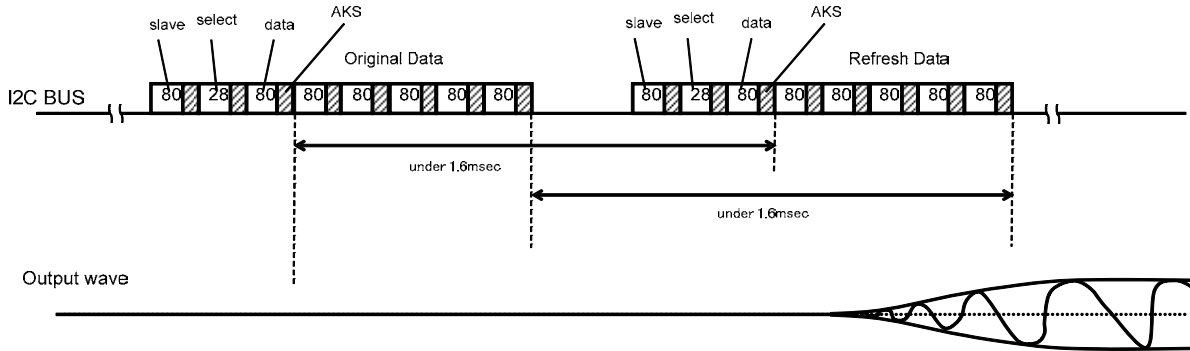 slave select data AKS slave select data AKS
Original Data Refresh Data
I2C BUS 80 28 80 80 80 80 80 80 80 28 80 80 80 80 80 80
under 1.6msec
under 1.6msec
Output wave